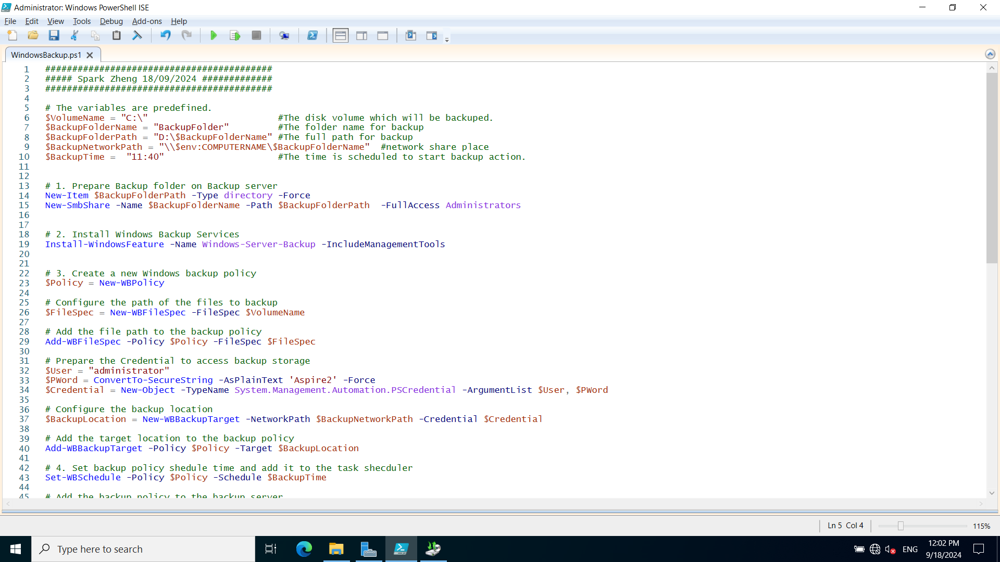 Administrator: Windows PowerShell ISE
File Edit View Tools Debug Add-ons Help
WindowsBackup.ps1
1 ##########################################
2 ##### Spark Zheng 18/09/2024 #############
3 ##########################################
4
5 # The variables are predefined.
6 $VolumeName = "C:\" #The disk volume which will be backuped.
7 $BackupFolderName = "BackupFolder" #The folder name for backup
8 $BackupFolderPath = "D:\$BackupFolderName" #The full path for backup
9 $BackupNetworkPath = "\\$env:COMPUTERNAME\$BackupFolderName" #network share place
10 $BackupTime = "11:40" #The time is scheduled to start backup action.
11
12
13 # 1. Prepare Backup folder on Backup server
14 New-Item $BackupFolderPath -Type directory -Force
15 New-SmbShare -Name $BackupFolderName -Path $BackupFolderPath -FullAccess Administrators
16
17
18 # 2. Install Windows Backup Services
19 Install-WindowsFeature -Name Windows-Server-Backup -IncludeManagementTools
20
21
22 # 3. Create a new Windows backup policy
23 $Policy = New-WBPolicy
24
25 # Configure the path of the files to backup
26 $FileSpec = New-WBFileSpec -FileSpec $VolumeName
27
28 # Add the file path to the backup policy
29 Add-WBFileSpec -Policy $Policy -FileSpec $FileSpec
30
31 # Prepare the Credential to access backup storage
32 $User = "administrator"
33 $PWord = ConvertTo-SecureString -AsPlainText 'Aspire2' -Force
34 $Credential = New-Object -TypeName System.Management.Automation.PSCredential -ArgumentList $User, $PWord
35
36 # Configure the backup location
37 $BackupLocation = New-WBBackupTarget -NetworkPath $BackupNetworkPath -Credential $Credential
38
39 # Add the target location to the backup policy
40 Add-WBBackupTarget -Policy $Policy -Target $BackupLocation
41
42 # 4. Set backup policy shedule time and add it to the task shecduler
43 Set-WBSchedule -Policy $Policy -Schedule $BackupTime
44
45 # Add the backup policy to the backup server
Ln 5 Col 4
115%
Type here to search
ENG
12:02 PM
9/18/2024